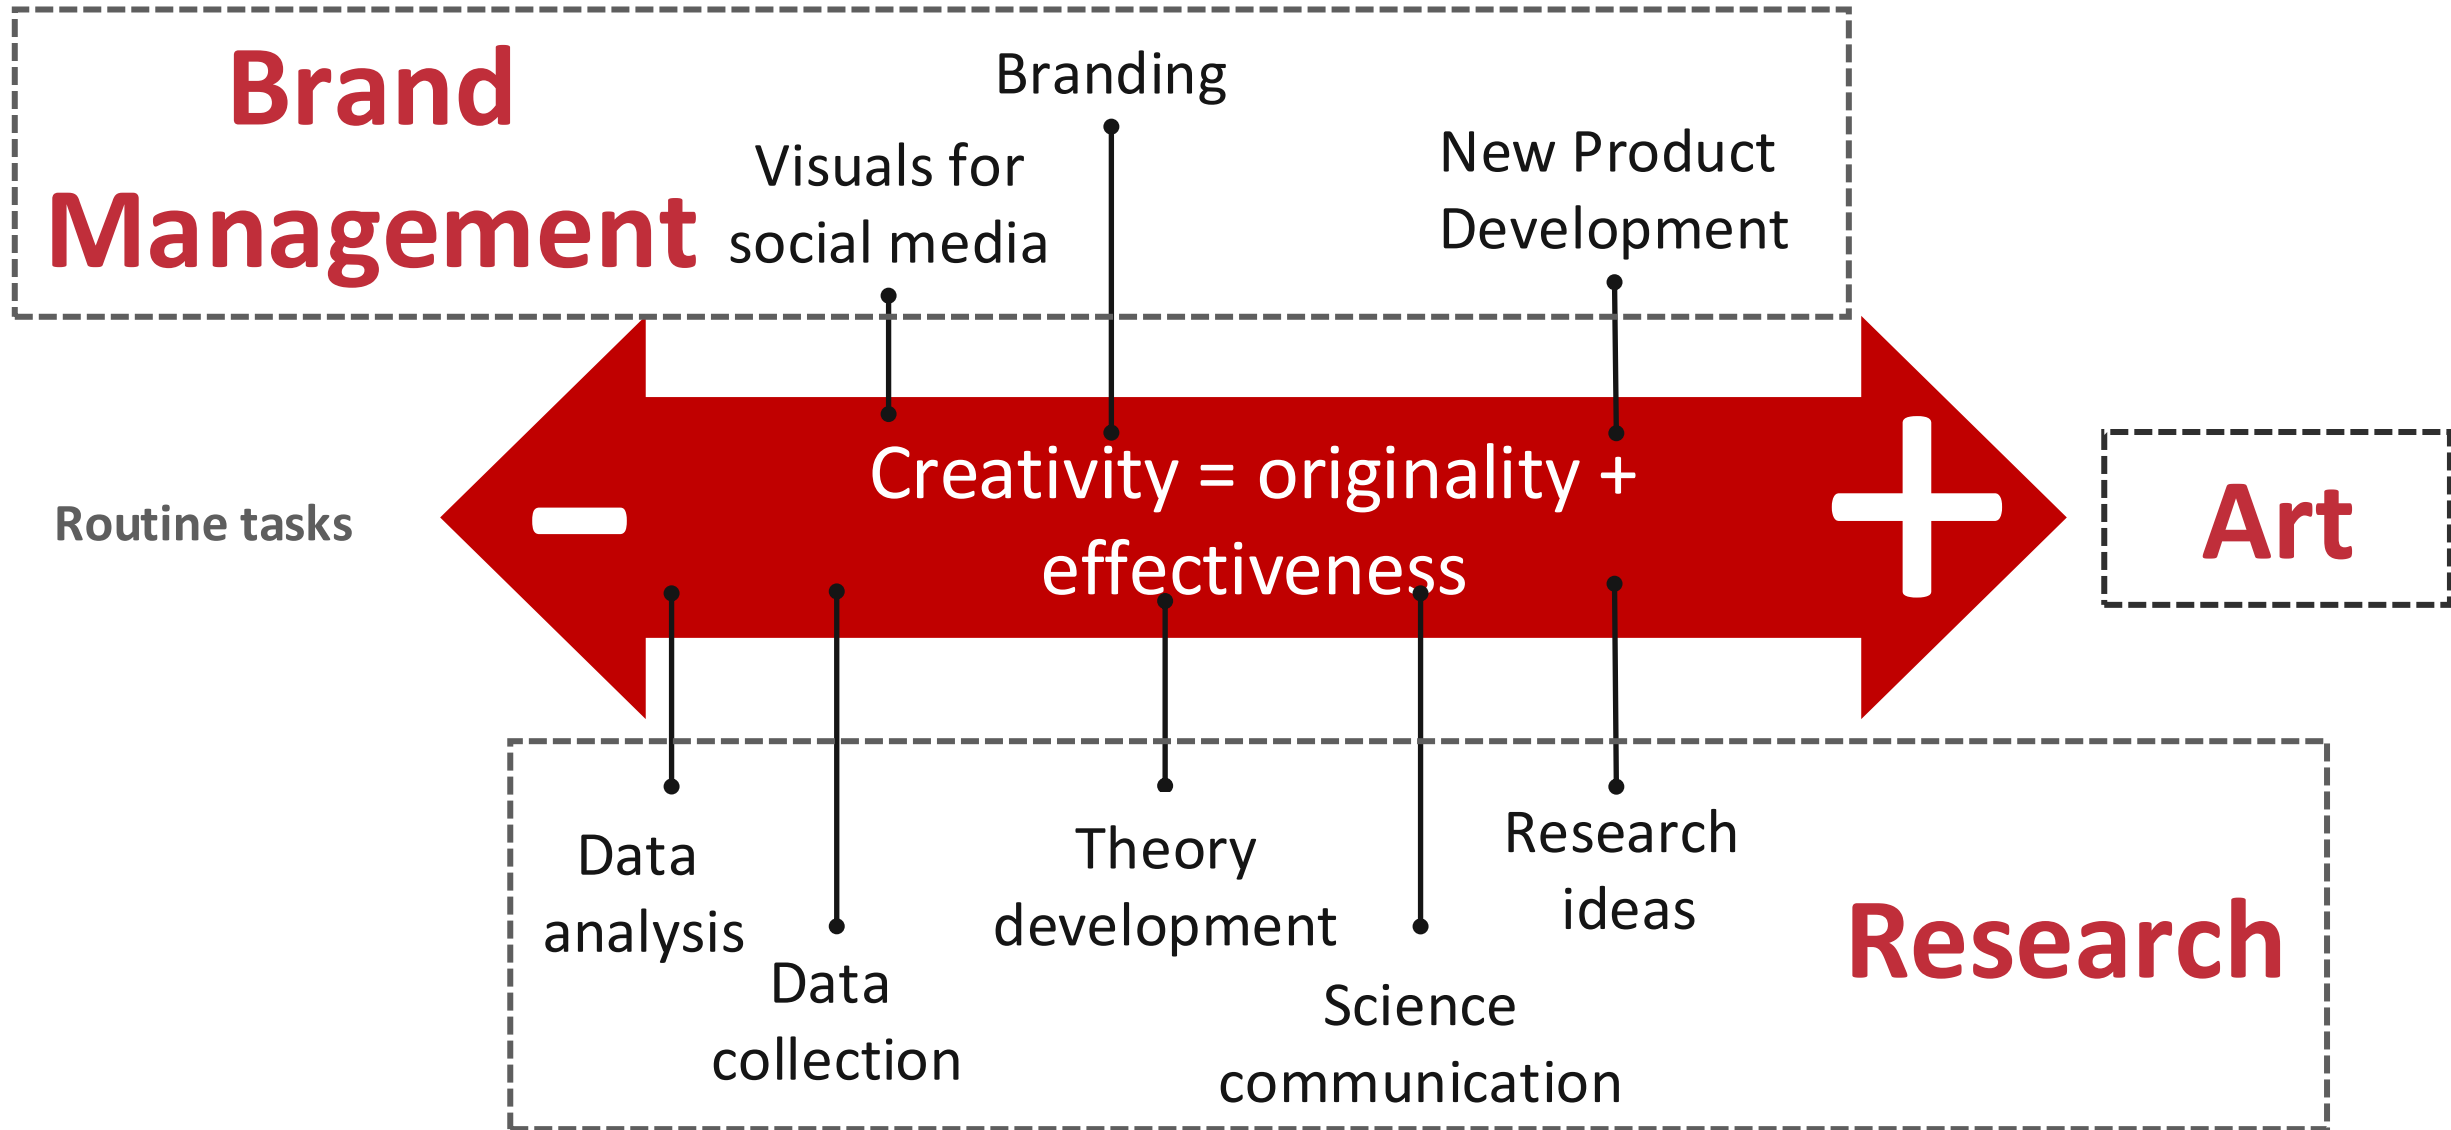 Brand
Management
Branding
Visuals for
social media
New Product
Development
Routine tasks
Creativity = originality +
effectiveness
Art
Data
analysis
Data
collection
Theory
development
Science
communication
Research
ideas
Research